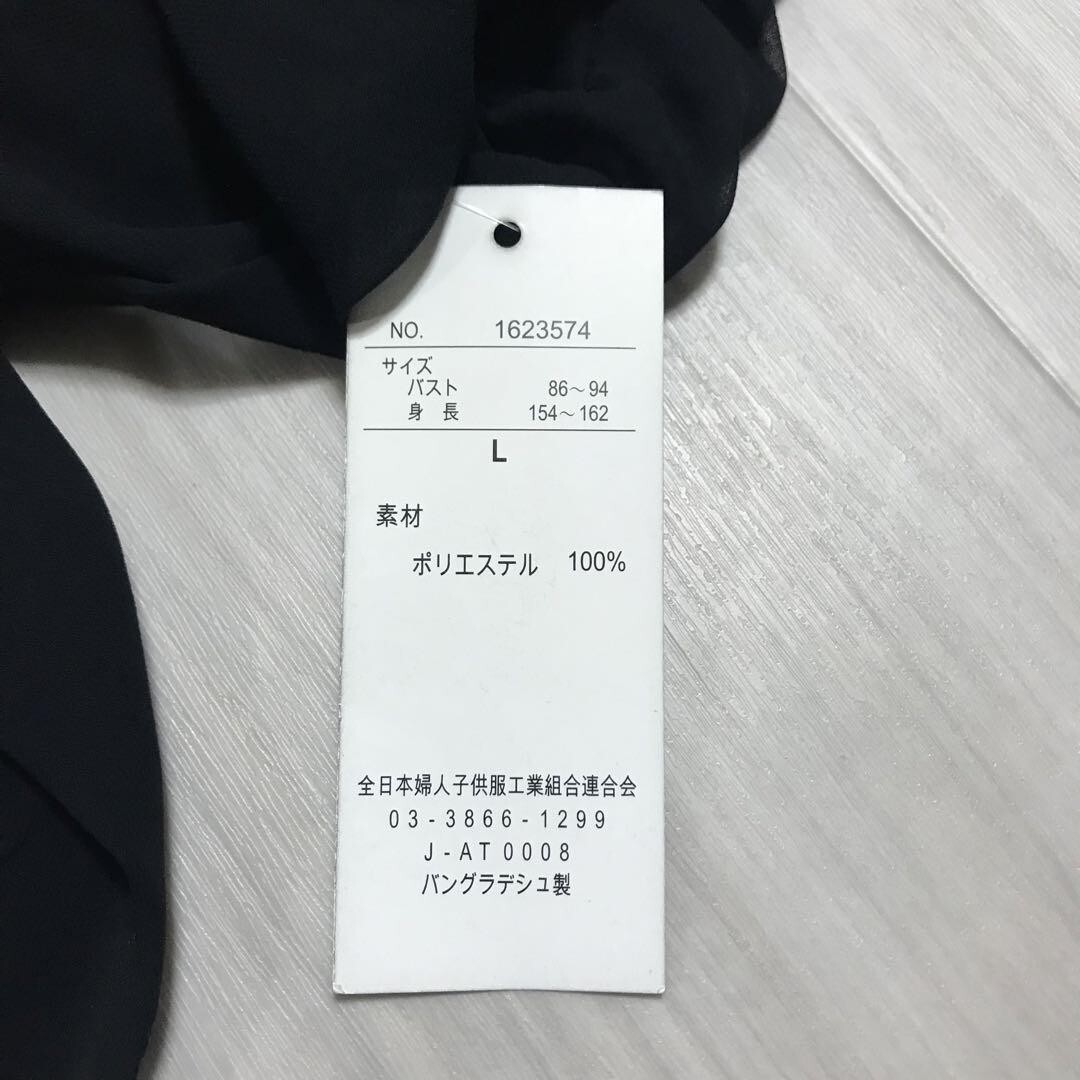 NO. 1623574
サイズ
バスト 86〜94
身 長 154〜162
L
素材
ポリエステル 100%
全日本婦人子供服工業組合連合会
03-3866-1299
J-AT0008
バングラデシュ製